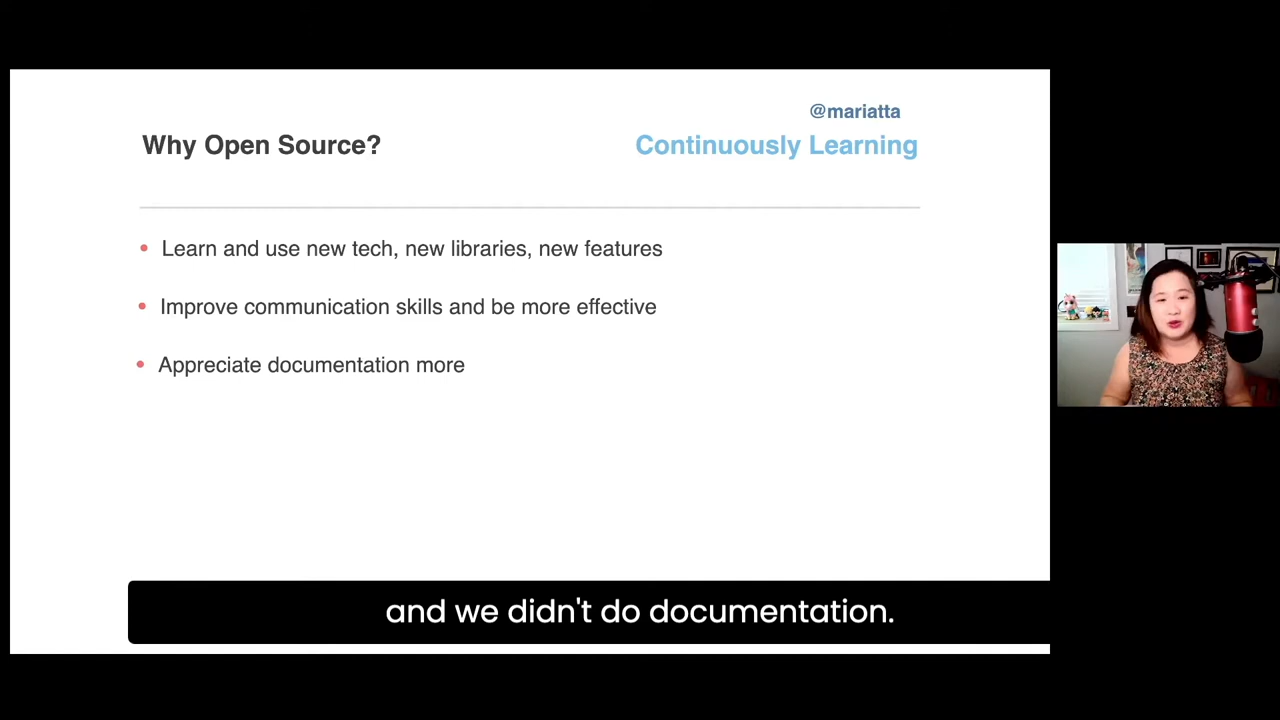 @mariatta
Why Open Source?
Continuously Learning
• Learn and use new tech, new libraries, new features
• Improve communication skills and be more effective
• Appreciate documentation more
and we didn't do documentation.